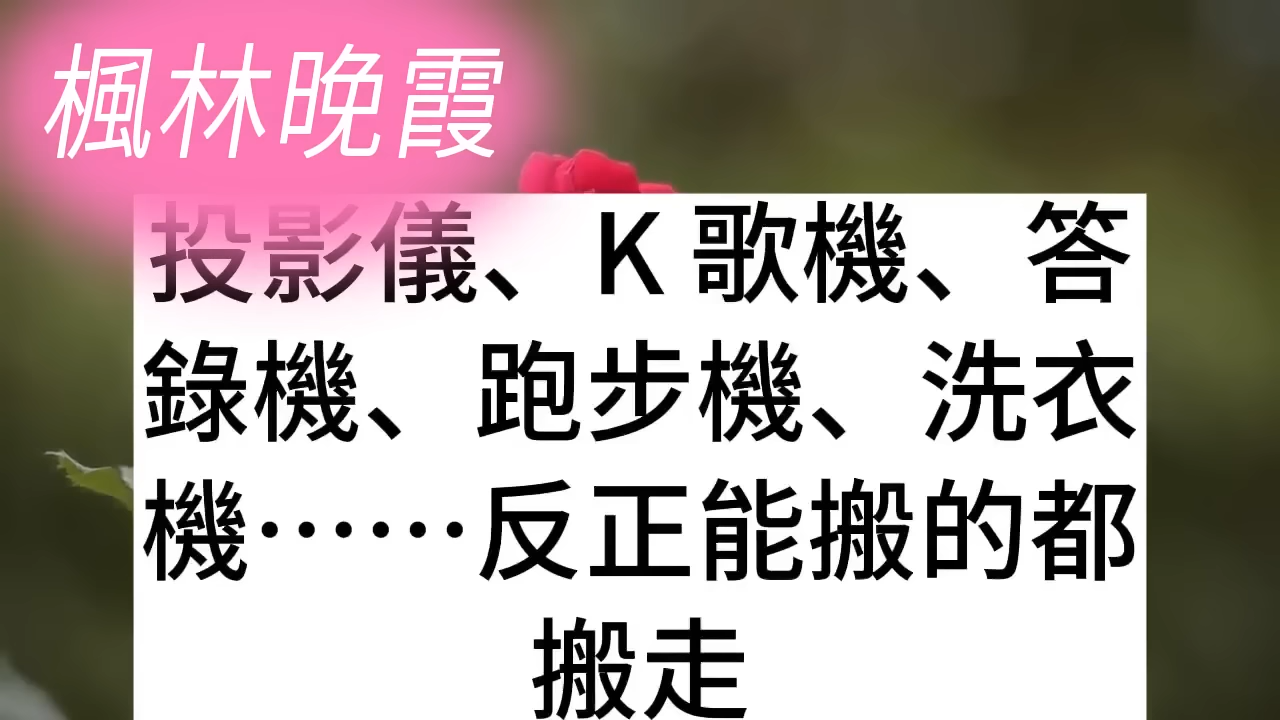 楓林晚霞
投影儀、K歌機、答
錄機、跑步機、洗衣
機……反正能搬的都
搬走